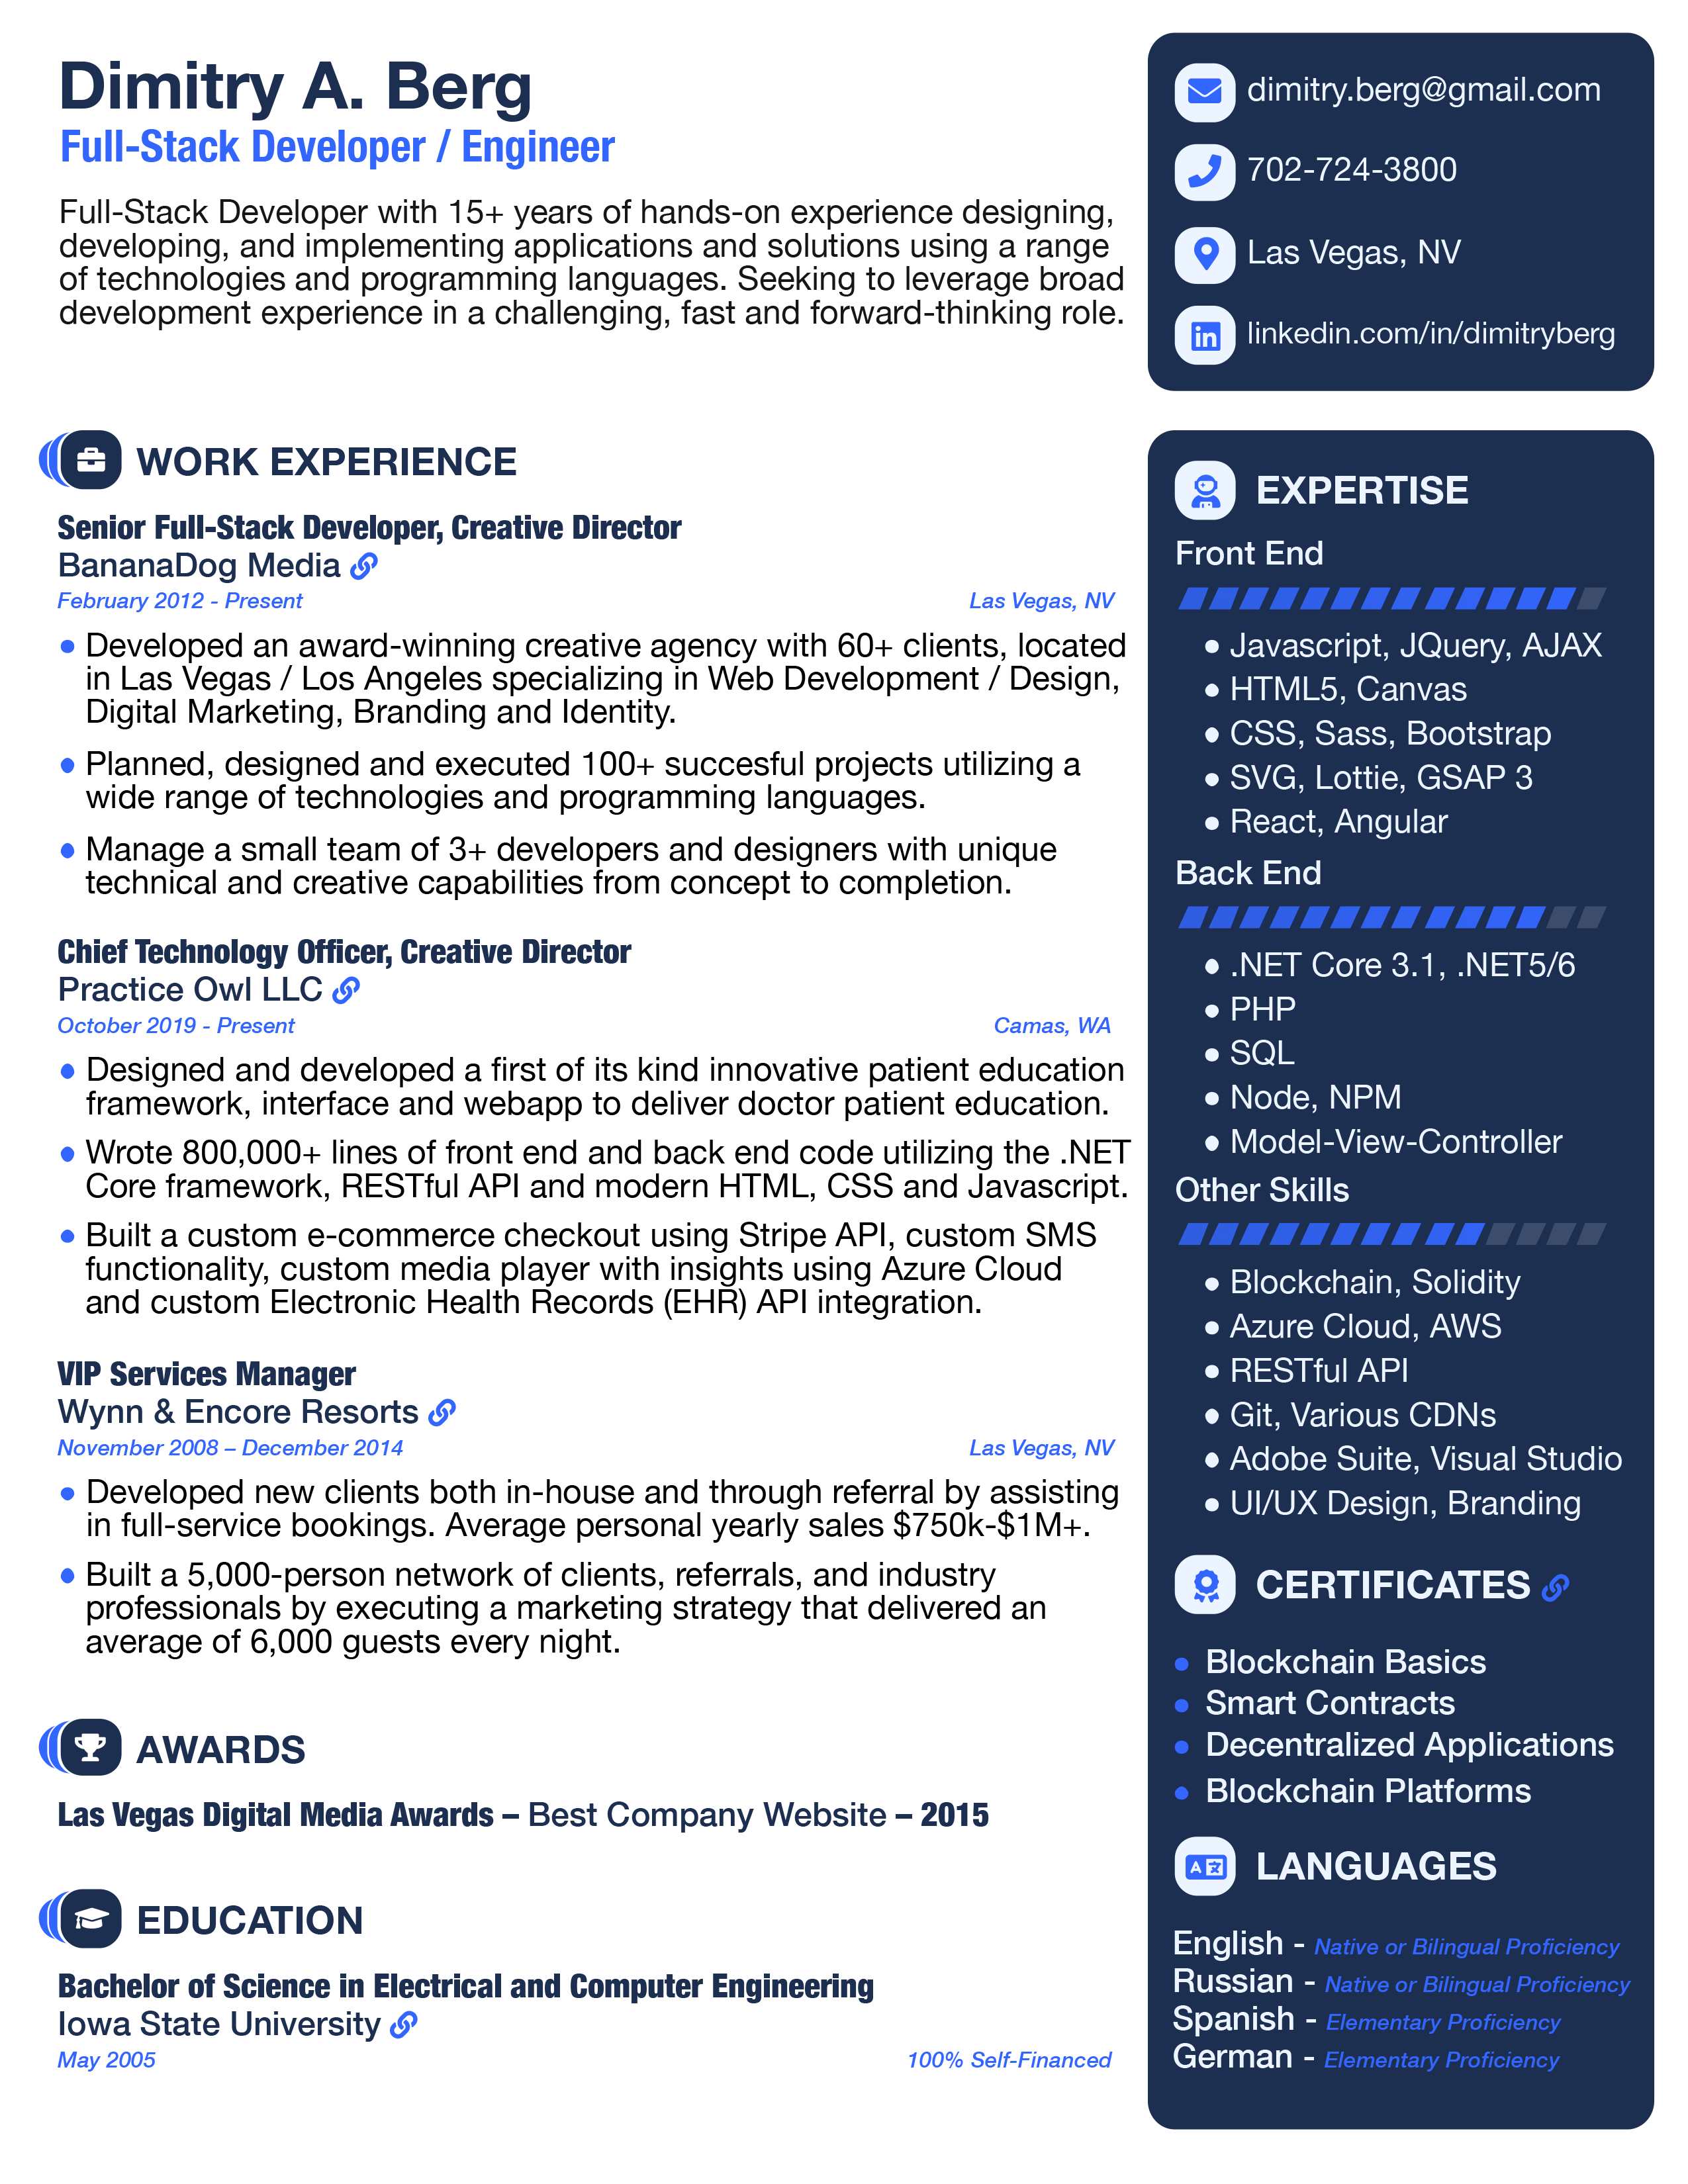 Dimitry A. Berg
Full-Stack Developer / Engineer
Full-Stack Developer with 15+ years of hands-on experience designing,
developing, and implementing applications and solutions using a range
of technologies and programming languages. Seeking to leverage broad
development experience in a challenging, fast and forward-thinking role.
dimitry.berg@gmail.com
702-724-3800
Las Vegas, NV
linkedin.com/in/dimitryberg
WORK EXPERIENCE
Senior Full-Stack Developer, Creative Director
BananaDog Media
February 2012 - Present
Las Vegas, NV
• Developed an award-winning creative agency with 60+ clients, located
in Las Vegas / Los Angeles specializing in Web Development / Design,
Digital Marketing, Branding and Identity.
• Planned, designed and executed 100+ succesful projects utilizing a
wide range of technologies and programming languages.
• Manage a small team of 3+ developers and designers with unique
technical and creative capabilities from concept to completion.
Chief Technology Officer, Creative Director
Practice Owl LLC
October 2019 - Present
Camas, WA
• Designed and developed a first of its kind innovative patient education
framework, interface and webapp to deliver doctor patient education.
• Wrote 800,000+ lines of front end and back end code utilizing the .NET
Core framework, RESTful API and modern HTML, CSS and Javascript.
• Built a custom e-commerce checkout using Stripe API, custom SMS
functionality, custom media player with insights using Azure Cloud
and custom Electronic Health Records (EHR) API integration.
VIP Services Manager
Wynn & Encore Resorts
November 2008 – December 2014
Las Vegas, NV
• Developed new clients both in-house and through referral by assisting
in full-service bookings. Average personal yearly sales $750k-$1M+.
• Built a 5,000-person network of clients, referrals, and industry
professionals by executing a marketing strategy that delivered an
average of 6,000 guests every night.
AWARDS
Las Vegas Digital Media Awards – Best Company Website – 2015
EDUCATION
Bachelor of Science in Electrical and Computer Engineering
Iowa State University
May 2005
100% Self-Financed
EXPERTISE
Front End
• Javascript, JQuery, AJAX
• HTML5, Canvas
• CSS, Sass, Bootstrap
• SVG, Lottie, GSAP 3
• React, Angular
Back End
• .NET Core 3.1, .NET5/6
• PHP
• SQL
• Node, NPM
• Model-View-Controller
Other Skills
• Blockchain, Solidity
• Azure Cloud, AWS
• RESTful API
• Git, Various CDNs
• Adobe Suite, Visual Studio
• UI/UX Design, Branding
CERTIFICATES
• Blockchain Basics
• Smart Contracts
• Decentralized Applications
• Blockchain Platforms
LANGUAGES
English - Native or Bilingual Proficiency
Russian - Native or Bilingual Proficiency
Spanish - Elementary Proficiency
German - Elementary Proficiency